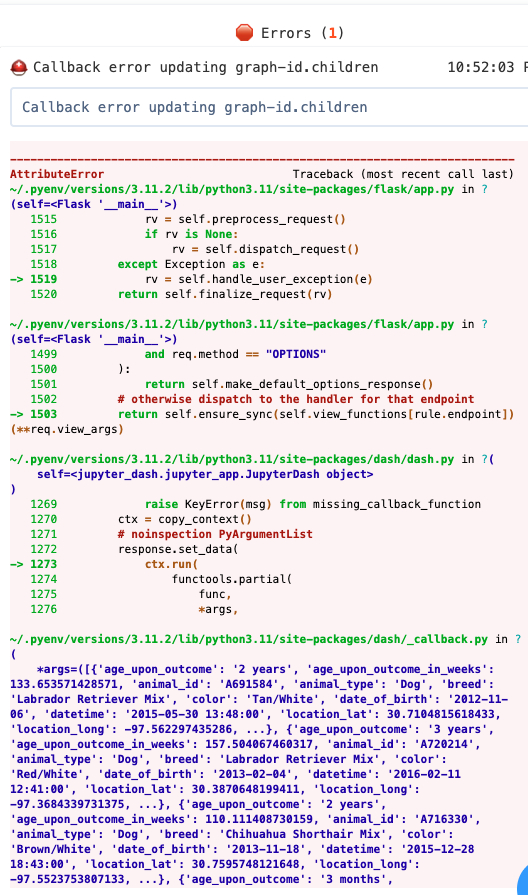 Errors (1)
Callback error updating graph-id.children 10:52:03
Callback error updating graph-id.children
--------------------------------------------------------------------------
AttributeError Traceback (most recent call last)
~/.pyenv/versions/3.11.2/lib/python3.11/site-packages/flask/app.py in ?
(self=<Flask '__main__'>)
1515 rv = self.preprocess_request()
1516 if rv is None:
1517 rv = self.dispatch_request()
1518 except Exception as e:
-> 1519 rv = self.handle_user_exception(e)
1520 return self.finalize_request(rv)
~/.pyenv/versions/3.11.2/lib/python3.11/site-packages/flask/app.py in ?
(self=<Flask '__main__'>)
1499 and req.method == "OPTIONS"
1500 ):
1501 return self.make_default_options_response()
1502 # otherwise dispatch to the handler for that endpoint
-> 1503 return self.ensure_sync(self.view_functions[rule.endpoint])
(**req.view_args)
~/.pyenv/versions/3.11.2/lib/python3.11/site-packages/dash/dash.py in ?(
self=<jupyter_dash.jupyter_app.JupyterDash object>
)
1269 raise KeyError(msg) from missing_callback_function
1270 ctx = copy_context()
1271 # noinspection PyArgumentList
1272 response.set_data(
-> 1273 ctx.run(
1274 functools.partial(
1275 func,
1276 *args,
~/.pyenv/versions/3.11.2/lib/python3.11/site-packages/dash/_callback.py in ?
(
*args=([{'age_upon_outcome': '2 years', 'age_upon_outcome_in_weeks':
133.653571428571, 'animal_id': 'A691584', 'animal_type': 'Dog', 'breed':
'Labrador Retriever Mix', 'color': 'Tan/White', 'date_of_birth': '2012-11-
06', 'datetime': '2015-05-30 13:48:00', 'location_lat': 30.7104815618433,
'location_long': -97.562297435286, ...}, {'age_upon_outcome': '3 years',
'age_upon_outcome_in_weeks': 157.504067460317, 'animal_id': 'A720214',
'animal_type': 'Dog', 'breed': 'Labrador Retriever Mix', 'color':
'Red/White', 'date_of_birth': '2013-02-04', 'datetime': '2016-02-11
12:41:00', 'location_lat': 30.3870648199411, 'location_long':
-97.3684339731375, ...}, {'age_upon_outcome': '2 years',
'age_upon_outcome_in_weeks': 110.111408730159, 'animal_id': 'A716330',
'animal_type': 'Dog', 'breed': 'Chihuahua Shorthair Mix', 'color':
'Brown/White', 'date_of_birth': '2013-11-18', 'datetime': '2015-12-28
18:43:00', 'location_lat': 30.7595748121648, 'location_long':
-97.5523753807133, ...}, {'age_upon_outcome': '3 months',